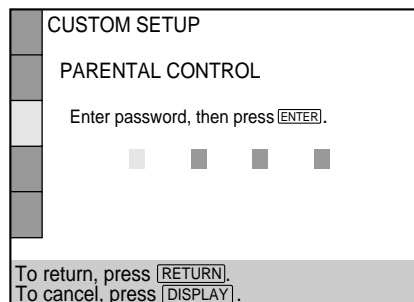 CUSTOM SETUP
PARENTAL CONTROL
Enter password, then press ENTER.
To return, press RETURN.
To cancel, press DISPLAY.